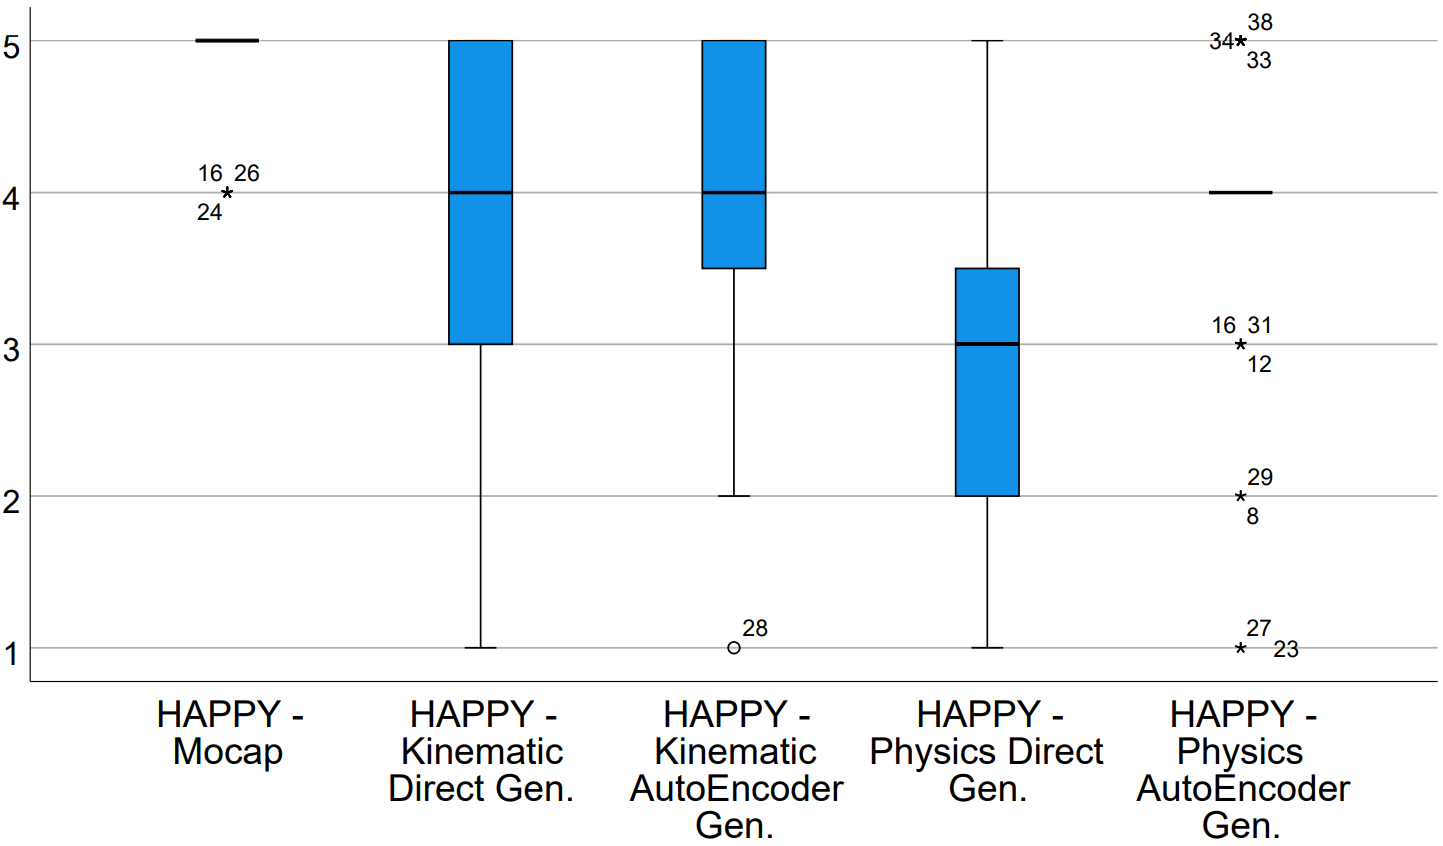 5
4
3
2
1
16 26
24
28
38
34
33
16 31
12
29
8
27
23
HAPPY -
Mocap
HAPPY -
Kinematic
Direct Gen.
HAPPY -
Kinematic
AutoEncoder
Gen.
HAPPY -
Physics Direct
Gen.
HAPPY -
Physics
AutoEncoder
Gen.